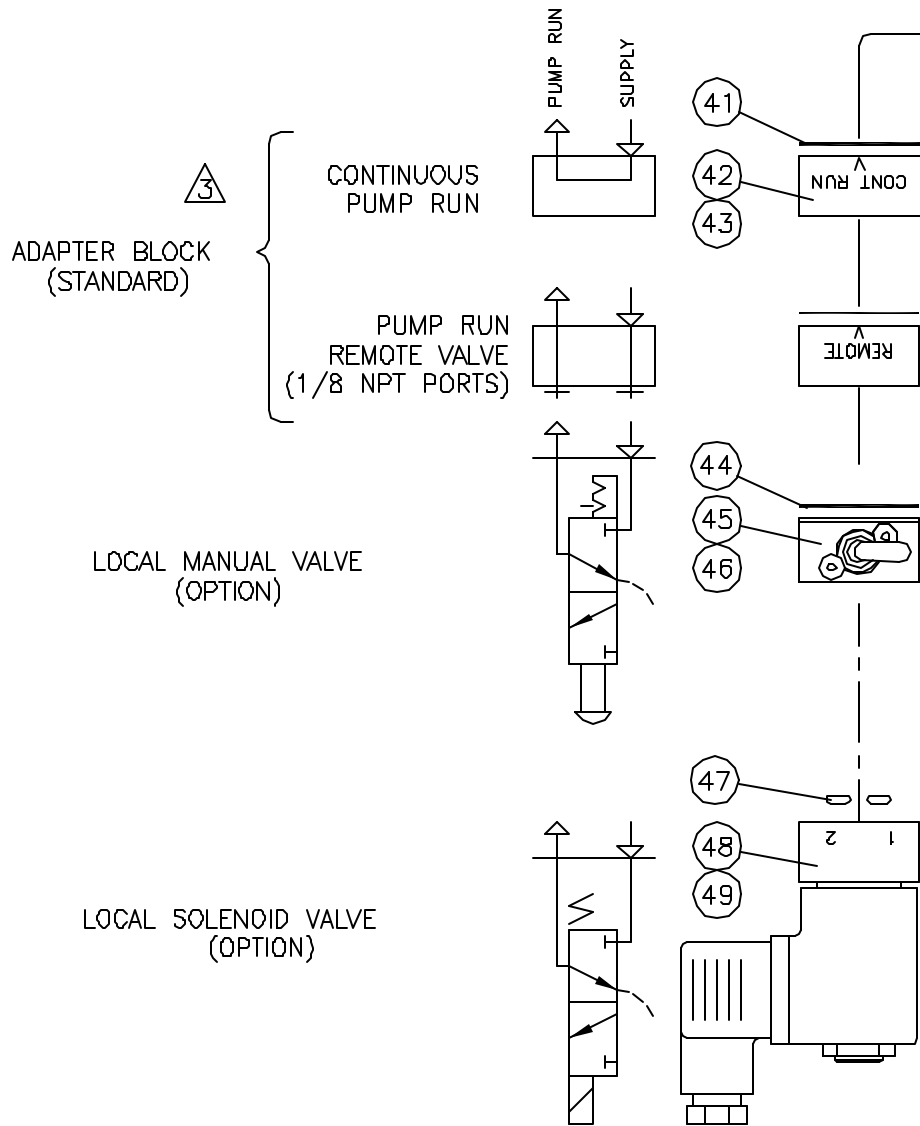 PUMP RUN
SUPPLY
41
3
CONTINUOUS
PUMP RUN
42
CONT RUN
43
ADAPTER BLOCK
(STANDARD)
PUMP RUN
REMOTE VALVE
(1/8 NPT PORTS)
REMOTE
44
45
46
LOCAL MANUAL VALVE
(OPTION)
47
48
2
1
49
LOCAL SOLENOID VALVE
(OPTION)